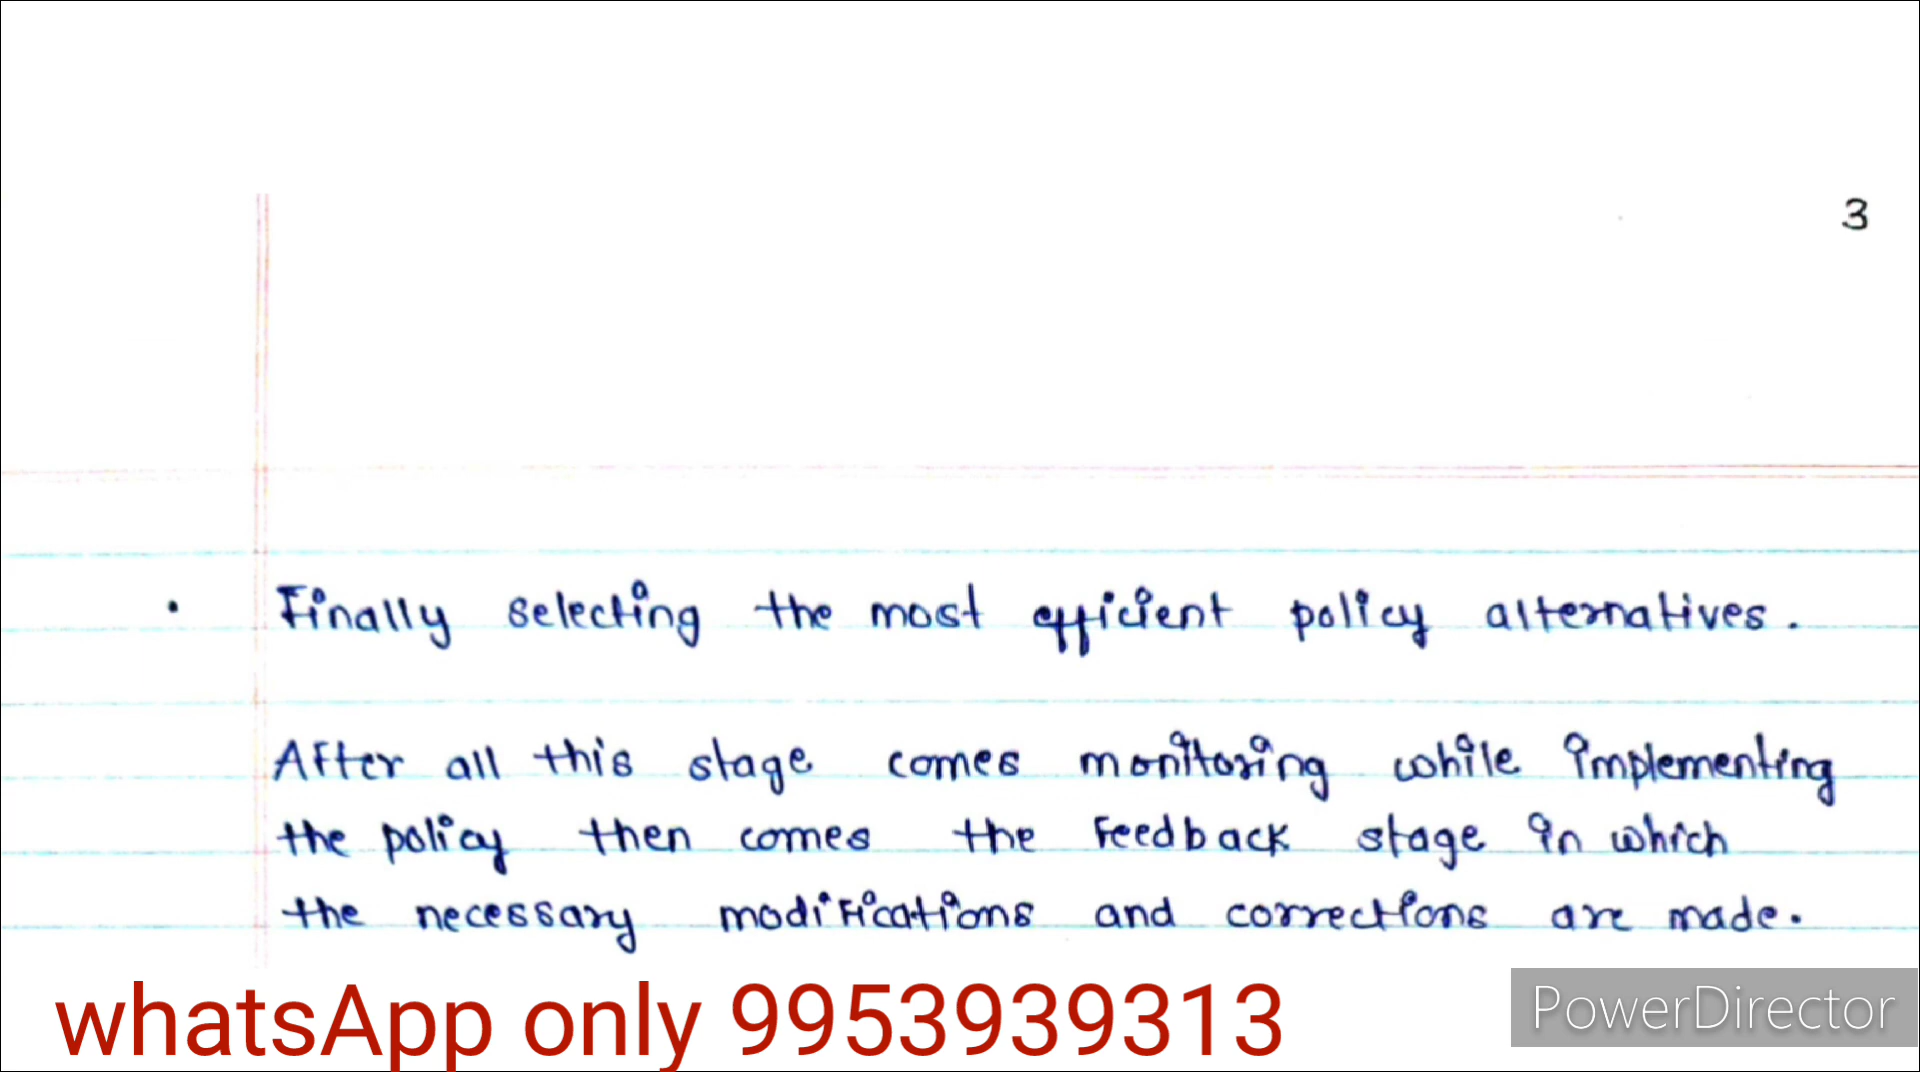 3
• Finally selecting the most efficient policy alternatives.
After all this stage comes monitoring while implementing
the policy then comes the feedback stage in which
the necessary modifications and corrections are made.
whatsApp only 9953939313
PowerDirector